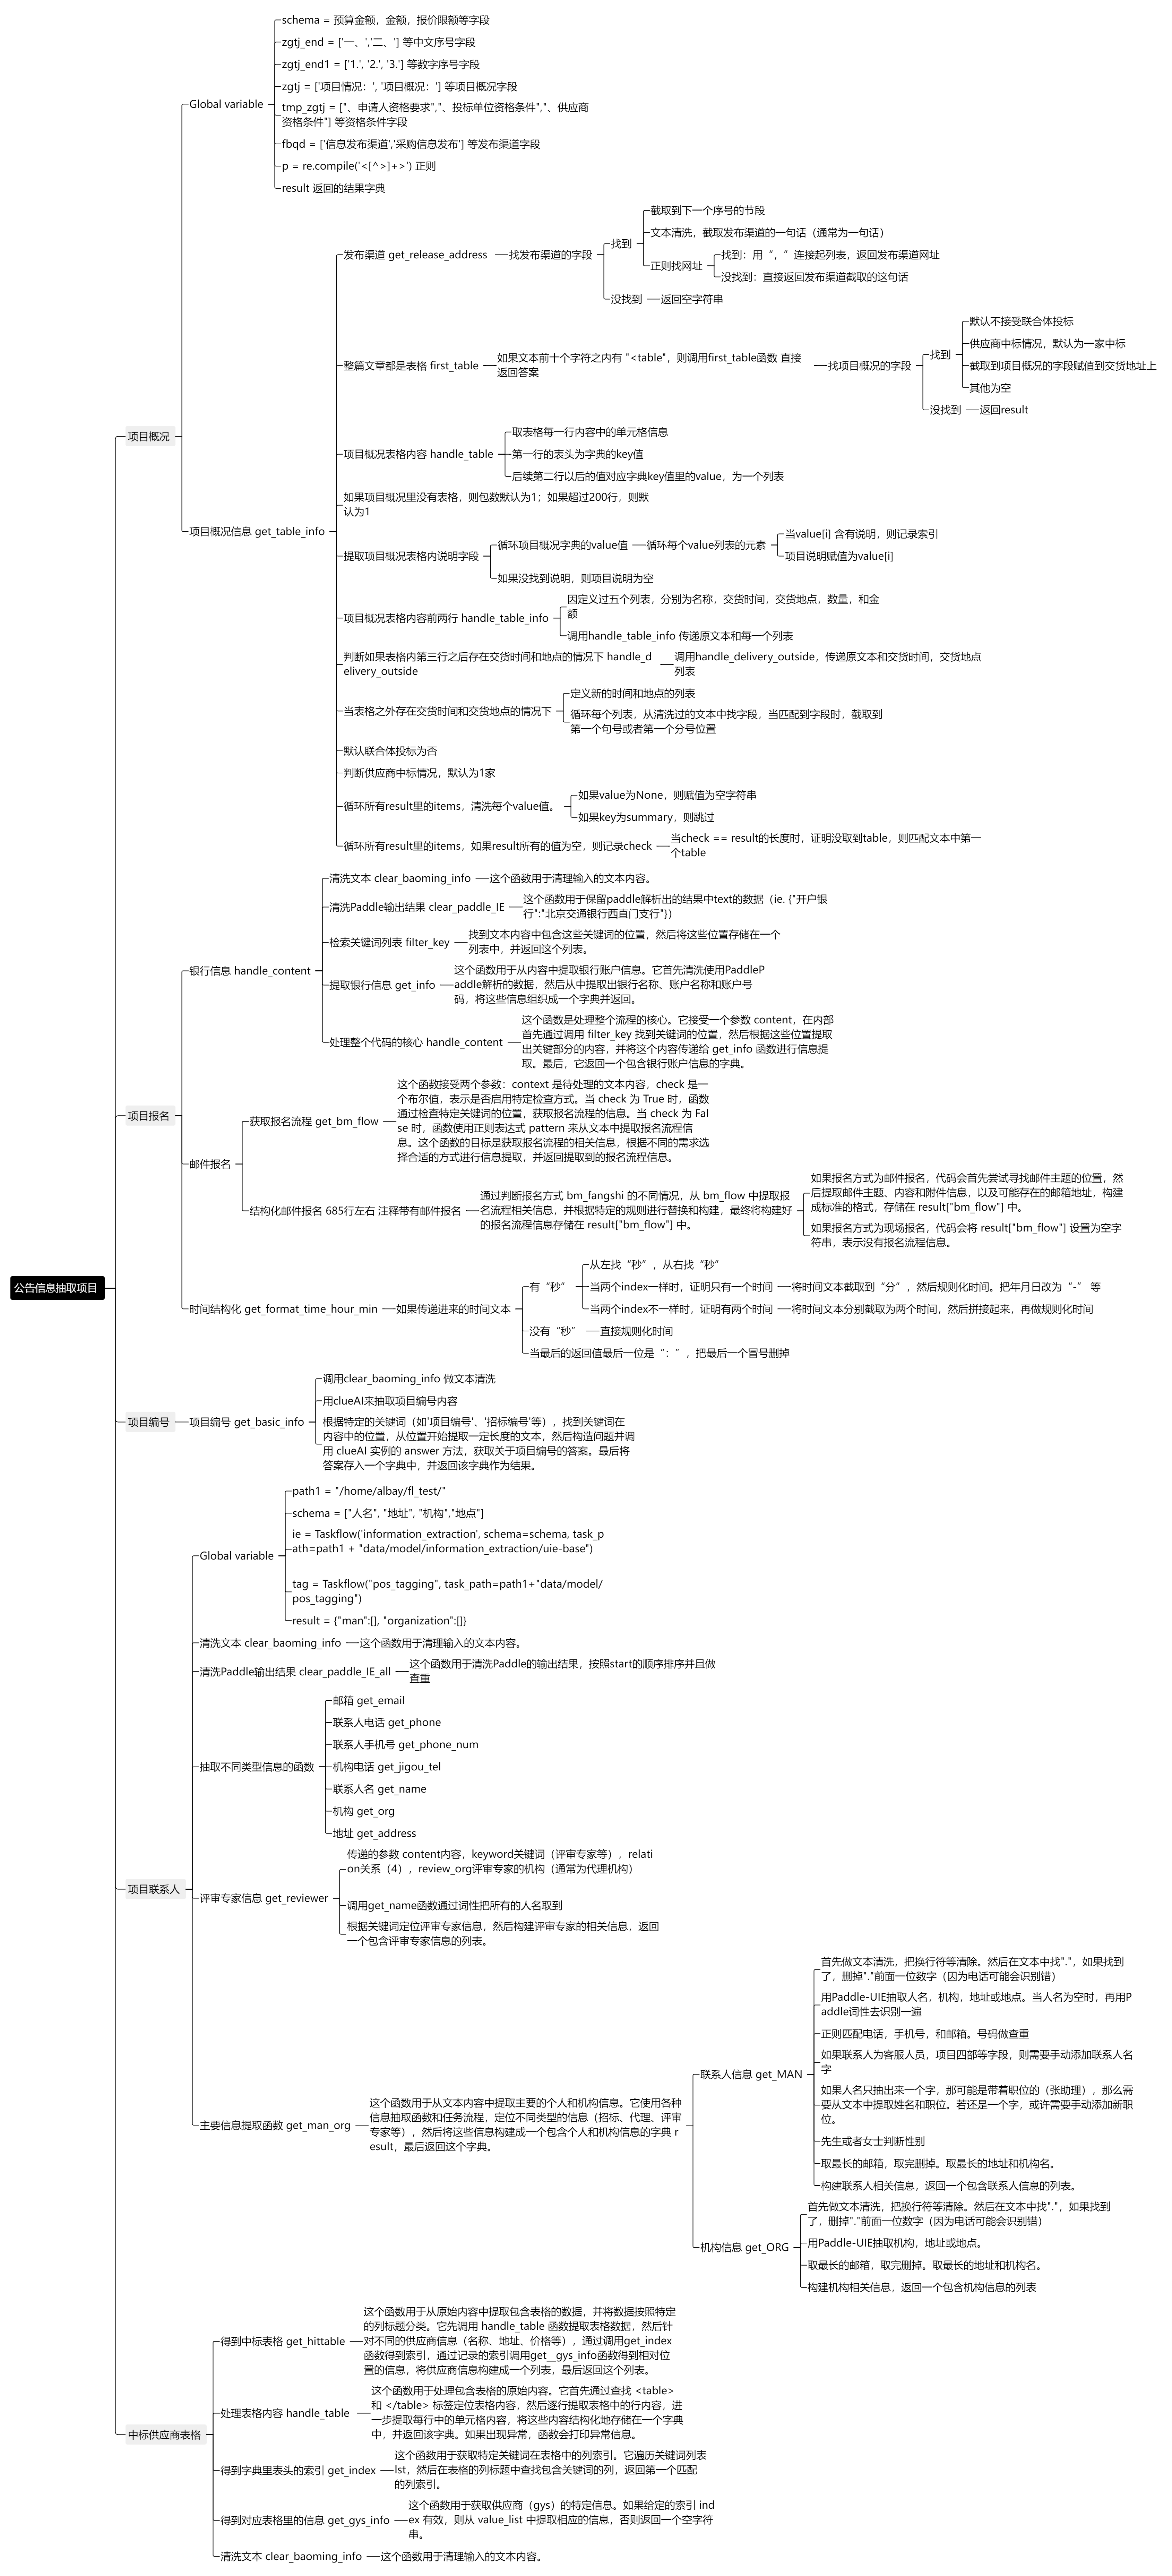 公告信息抽取项目
项目概况
Global variable
schema = 预算金额，金额，报价限额等字段
zgtj_end = ['一、','二、'] 等中文序号字段
zgtj_end1 = ['1.', '2.', '3.'] 等数字序号字段
zgtj = ['项目情况：', '项目概况：'] 等项目概况字段
tmp_zgtj = ["、申请人资格要求","、投标单位资格条件","、供应商
资格条件"] 等资格条件字段
fbqd = ['信息发布渠道','采购信息发布'] 等发布渠道字段
p = re.compile('<[^>]+>') 正则
result 返回的结果字典
项目概况信息 get_table_info
发布渠道 get_release_address
找发布渠道的字段
找到
截取到下一个序号的节段
文本清洗，截取发布渠道的一句话（通常为一句话）
正则找网址
找到：用“，”连接起列表，返回发布渠道网址
没找到：直接返回发布渠道截取的这句话
没找到
返回空字符串
整篇文章都是表格 first_table
如果文本前十个字符之内有 "<table"，则调用first_table函数 直接
返回答案
找项目概况的字段
找到
默认不接受联合体投标
供应商中标情况，默认为一家中标
截取到项目概况的字段赋值到交货地址上
其他为空
没找到
返回result
项目概况表格内容 handle_table
取表格每一行内容中的单元格信息
第一行的表头为字典的key值
后续第二行以后的值对应字典key值里的value，为一个列表
如果项目概况里没有表格，则包数默认为1；如果超过200行，则默
认为1
提取项目概况表格内说明字段
循环项目概况字典的value值
循环每个value列表的元素
当value[i] 含有说明，则记录索引
项目说明赋值为value[i]
如果没找到说明，则项目说明为空
项目概况表格内容前两行 handle_table_info
因定义过五个列表，分别为名称，交货时间，交货地点，数量，和金
额
调用handle_table_info 传递原文本和每一个列表
判断如果表格内第三行之后存在交货时间和地点的情况下 handle_d
elivery_outside
调用handle_delivery_outside，传递原文本和交货时间，交货地点
列表
当表格之外存在交货时间和交货地点的情况下
定义新的时间和地点的列表
循环每个列表，从清洗过的文本中找字段，当匹配到字段时，截取到
第一个句号或者第一个分号位置
默认联合体投标为否
判断供应商中标情况，默认为1家
循环所有result里的items，清洗每个value值。
如果value为None，则赋值为空字符串
如果key为summary，则跳过
循环所有result里的items，如果result所有的值为空，则记录check
当check == result的长度时，证明没取到table，则匹配文本中第一
个table
项目报名
银行信息 handle_content
清洗文本 clear_baoming_info
这个函数用于清理输入的文本内容。
清洗Paddle输出结果 clear_paddle_IE
这个函数用于保留paddle解析出的结果中text的数据（ie. {"开户银
行":"北京交通银行西直门支行"}）
检索关键词列表 filter_key
找到文本内容中包含这些关键词的位置，然后将这些位置存储在一个
列表中，并返回这个列表。
提取银行信息 get_info
这个函数用于从内容中提取银行账户信息。它首先清洗使用PaddleP
addle解析的数据，然后从中提取出银行名称、账户名称和账户号
码，将这些信息组织成一个字典并返回。
处理整个代码的核心 handle_content
这个函数是处理整个流程的核心。它接受一个参数 content，在内部
首先通过调用 filter_key 找到关键词的位置，然后根据这些位置提取
出关键部分的内容，并将这个内容传递给 get_info 函数进行信息提
取。最后，它返回一个包含银行账户信息的字典。
邮件报名
获取报名流程 get_bm_flow
这个函数接受两个参数：context 是待处理的文本内容，check 是一
个布尔值，表示是否启用特定检查方式。当 check 为 True 时，函数
通过检查特定关键词的位置，获取报名流程的信息。当 check 为 Fal
se 时，函数使用正则表达式 pattern 来从文本中提取报名流程信
息。这个函数的目标是获取报名流程的相关信息，根据不同的需求选
择合适的方式进行信息提取，并返回提取到的报名流程信息。
结构化邮件报名 685行左右 注释带有邮件报名
通过判断报名方式 bm_fangshi 的不同情况，从 bm_flow 中提取报
名流程相关信息，并根据特定的规则进行替换和构建，最终将构建好
的报名流程信息存储在 result["bm_flow"] 中。
如果报名方式为邮件报名，代码会首先尝试寻找邮件主题的位置，然
后提取邮件主题、内容和附件信息，以及可能存在的邮箱地址，构建
成标准的格式，存储在 result["bm_flow"] 中。
如果报名方式为现场报名，代码会将 result["bm_flow"] 设置为空字
符串，表示没有报名流程信息。
时间结构化 get_format_time_hour_min
如果传递进来的时间文本
有“秒”
从左找“秒”，从右找“秒”
当两个index一样时，证明只有一个时间
将时间文本截取到“分”，然后规则化时间。把年月日改为“-” 等
当两个index不一样时，证明有两个时间
将时间文本分别截取为两个时间，然后拼接起来，再做规则化时间
没有“秒”
直接规则化时间
当最后的返回值最后一位是“：”，把最后一个冒号删掉
项目编号
项目编号 get_basic_info
调用clear_baoming_info 做文本清洗
用clueAI来抽取项目编号内容
根据特定的关键词（如'项目编号'、'招标编号'等），找到关键词在
内容中的位置，从位置开始提取一定长度的文本，然后构造问题并调
用 clueAI 实例的 answer 方法，获取关于项目编号的答案。最后将
答案存入一个字典中，并返回该字典作为结果。
项目联系人
Global variable
path1 = "/home/albay/fl_test/"
schema = ["人名", "地址", "机构","地点"]
ie = Taskflow('information_extraction', schema=schema, task_p
ath=path1 + "data/model/information_extraction/uie-base")
tag = Taskflow("pos_tagging", task_path=path1+"data/model/
pos_tagging")
result = {"man":[], "organization":[]}
清洗文本 clear_baoming_info
这个函数用于清理输入的文本内容。
清洗Paddle输出结果 clear_paddle_IE_all
这个函数用于清洗Paddle的输出结果，按照start的顺序排序并且做
查重
抽取不同类型信息的函数
邮箱 get_email
联系人电话 get_phone
联系人手机号 get_phone_num
机构电话 get_jigou_tel
联系人名 get_name
机构 get_org
地址 get_address
评审专家信息 get_reviewer
传递的参数 content内容，keyword关键词（评审专家等），relati
on关系（4），review_org评审专家的机构（通常为代理机构）
调用get_name函数通过词性把所有的人名取到
根据关键词定位评审专家信息，然后构建评审专家的相关信息，返回
一个包含评审专家信息的列表。
主要信息提取函数 get_man_org
这个函数用于从文本内容中提取主要的个人和机构信息。它使用各种
信息抽取函数和任务流程，定位不同类型的信息（招标、代理、评审
专家等），然后将这些信息构建成一个包含个人和机构信息的字典 r
esult，最后返回这个字典。
联系人信息 get_MAN
首先做文本清洗，把换行符等清除。然后在文本中找"."，如果找到
了，删掉"."前面一位数字（因为电话可能会识别错）
用Paddle-UIE抽取人名，机构，地址或地点。当人名为空时，再用P
addle词性去识别一遍
正则匹配电话，手机号，和邮箱。号码做查重
如果联系人为客服人员，项目四部等字段，则需要手动添加联系人名
字
如果人名只抽出来一个字，那可能是带着职位的（张助理），那么需
要从文本中提取姓名和职位。若还是一个字，或许需要手动添加新职
位。
先生或者女士判断性别
取最长的邮箱，取完删掉。取最长的地址和机构名。
构建联系人相关信息，返回一个包含联系人信息的列表。
机构信息 get_ORG
首先做文本清洗，把换行符等清除。然后在文本中找"."，如果找到
了，删掉"."前面一位数字（因为电话可能会识别错）
用Paddle-UIE抽取机构，地址或地点。
取最长的邮箱，取完删掉。取最长的地址和机构名。
构建机构相关信息，返回一个包含机构信息的列表
中标供应商表格
得到中标表格 get_hittable
这个函数用于从原始内容中提取包含表格的数据，并将数据按照特定
的列标题分类。它先调用 handle_table 函数提取表格数据，然后针
对不同的供应商信息（名称、地址、价格等），通过调用get_index
函数得到索引，通过记录的索引调用get__gys_info函数得到相对位
置的信息，将供应商信息构建成一个列表，最后返回这个列表。
处理表格内容 handle_table
这个函数用于处理包含表格的原始内容。它首先通过查找 <table>
和 </table> 标签定位表格内容，然后逐行提取表格中的行内容，进
一步提取每行中的单元格内容，将这些内容结构化地存储在一个字典
中，并返回该字典。如果出现异常，函数会打印异常信息。
得到字典里表头的索引 get_index
这个函数用于获取特定关键词在表格中的列索引。它遍历关键词列表
lst，然后在表格的列标题中查找包含关键词的列，返回第一个匹配
的列索引。
得到对应表格里的信息 get_gys_info
这个函数用于获取供应商（gys）的特定信息。如果给定的索引 ind
ex 有效，则从 value_list 中提取相应的信息，否则返回一个空字符
串。
清洗文本 clear_baoming_info
这个函数用于清理输入的文本内容。